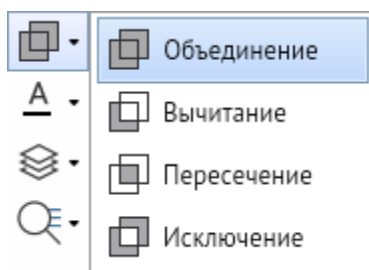 Объединение
A
Вычитание
Пересечение
Исключение